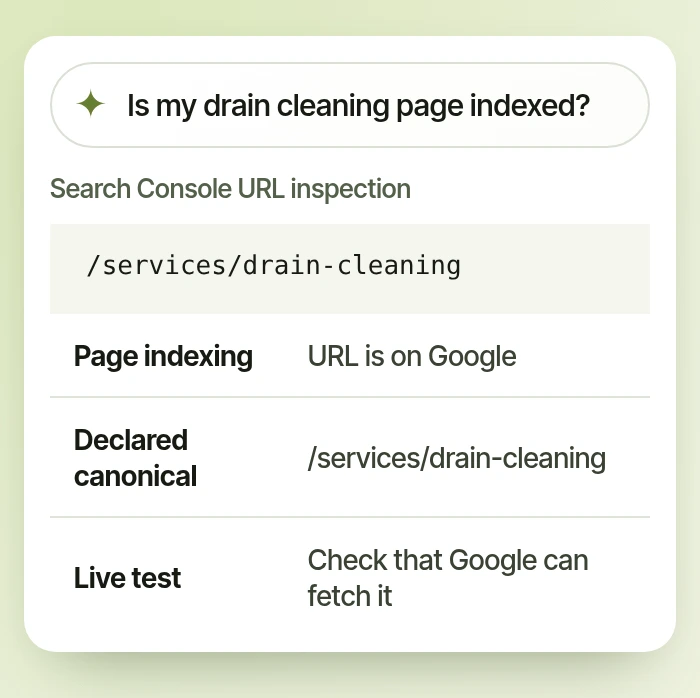 Is my drain cleaning page indexed?
Search Console URL inspection
/services/drain-cleaning
Page indexing
URL is on Google
Declared
canonical
/services/drain-cleaning
Live test
Check that Google can
fetch it